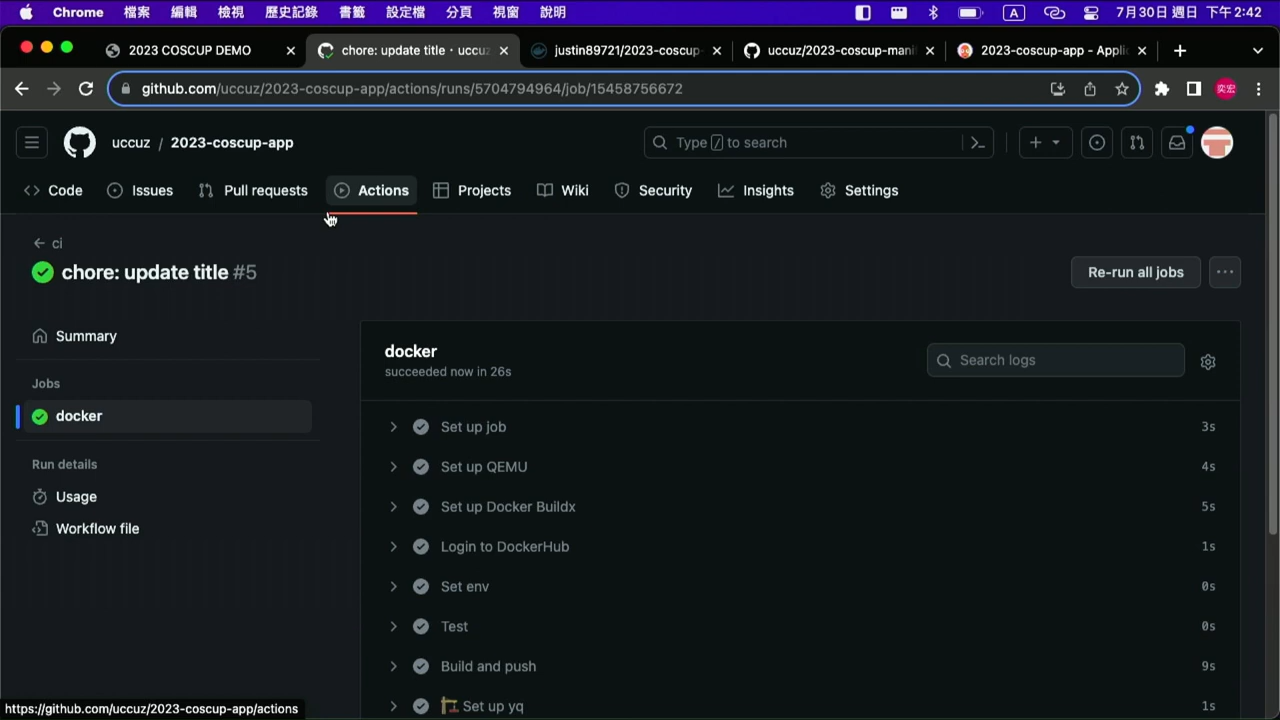 Chrome 檔案 編輯 檢視 歷史記錄 書籤 設定檔 分頁 視窗 說明 A 7月30日 週日 下午2:42
2023 COSCUP DEMO
chore: update title · uccuz
justin89721/2023-coscup-
uccuz/2023-coscup-mani
2023-coscup-app - Applic
github.com/uccuz/2023-coscup-app/actions/runs/5704794964/job/15458756672
奕宏
uccuz / 2023-coscup-app
Type / to search
Code Issues Pull requests Actions Projects Wiki Security Insights Settings
ci
chore: update title #5
Re-run all jobs
Summary
Jobs
docker
Run details
Usage
Workflow file
docker
succeeded now in 26s
Search logs
Set up job 3s
Set up QEMU 4s
Set up Docker Buildx 5s
Login to DockerHub 1s
Set env 0s
Test 0s
Build and push 9s
Set up yq 1s
https://github.com/uccuz/2023-coscup-app/actions